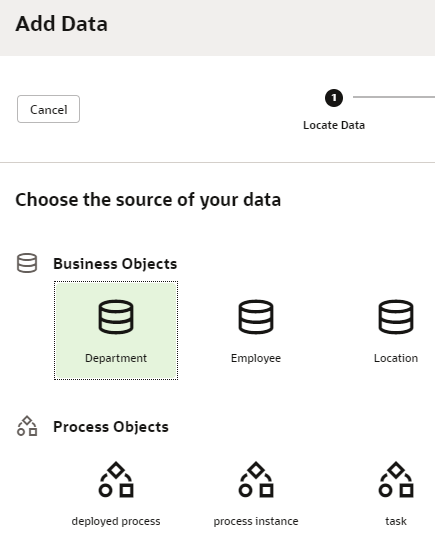 Add Data
Cancel
1
Locate Data
Choose the source of your data
Business Objects
Department
Employee
Location
Process Objects
deployed process
process instance
task